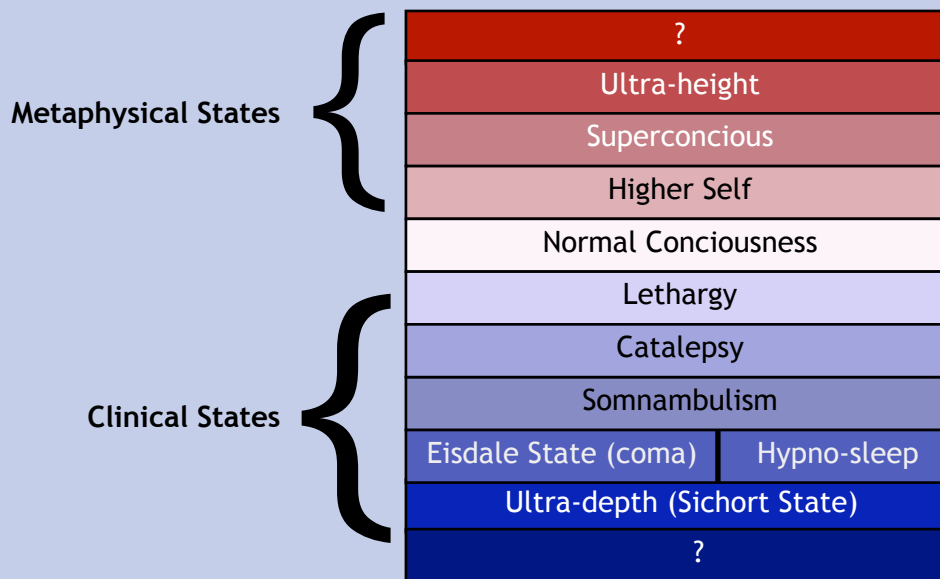 ?
Ultra-height
Metaphysical States
Superconcious
Higher Self
Normal Conciousness
Lethargy
Catalepsy
Somnambulism
Clinical States
Eisdale State (coma) Hypno-sleep
Ultra-depth (Sichort State)
?